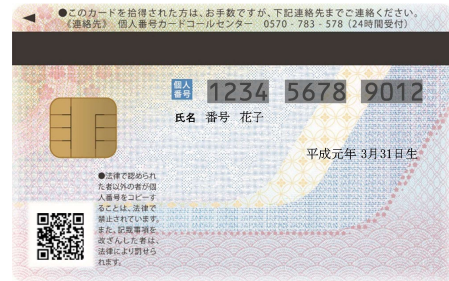 ●このカードを拾得された方は、お手数ですが、下記連絡先までご連絡ください。
《連絡先》 個人番号カードコールセンター 0570-783-578(24時間受付)
個人
番号
1234 5678 9012
氏名 番号 花子
平成元年 3月31日生
●法律で認められ
た者以外の者が個
人番号をコピーす
ることは、法律で
禁止されています。
また、記載事項を
改ざんした者は、
法律により罰せら
れます。